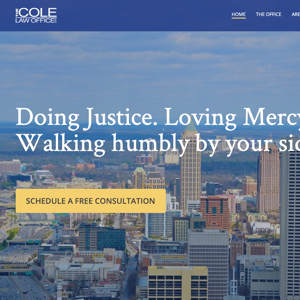 THE COLE
LAW OFFICE
HOME THE OFFICE ARE
Doing Justice. Loving Mercy
Walking humbly by your sid
SCHEDULE A FREE CONSULTATION